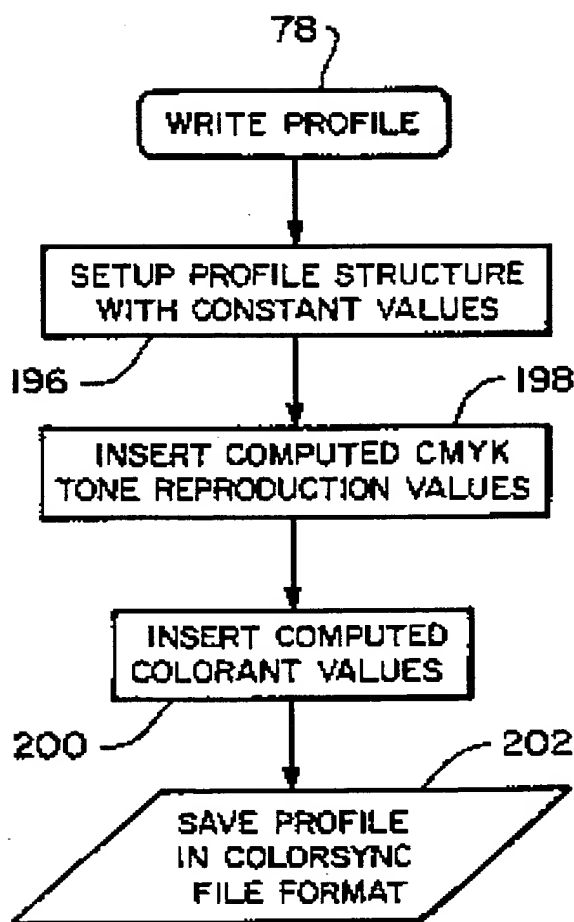 78
WRITE PROFILE
SETUP PROFILE STRUCTURE
WITH CONSTANT VALUES
196
198
INSERT COMPUTED CMYK
TONE REPRODUCTION VALUES
INSERT COMPUTED
COLORANT VALUES
200
202
SAVE PROFILE
IN COLORSYNC
FILE FORMAT